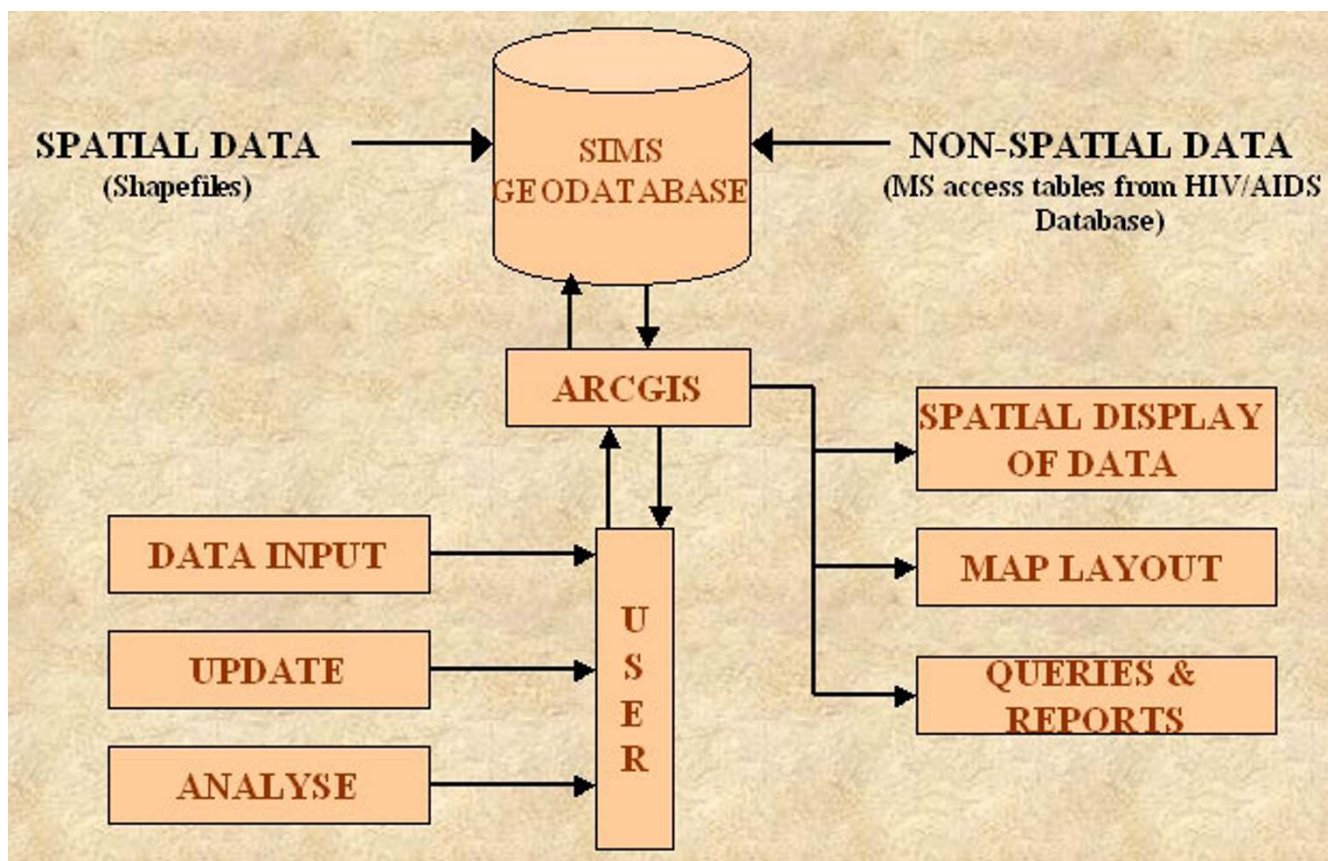 SPATIAL DATA
(Shapefiles)
SIMS
GEODATABASE
NON-SPATIAL DATA
(MS access tables from HIV/AIDS
Database)
ARCGIS
SPATIAL DISPLAY
OF DATA
MAP LAYOUT
QUERIES &
REPORTS
DATA INPUT
UPDATE
ANALYSE
U
S
E
R